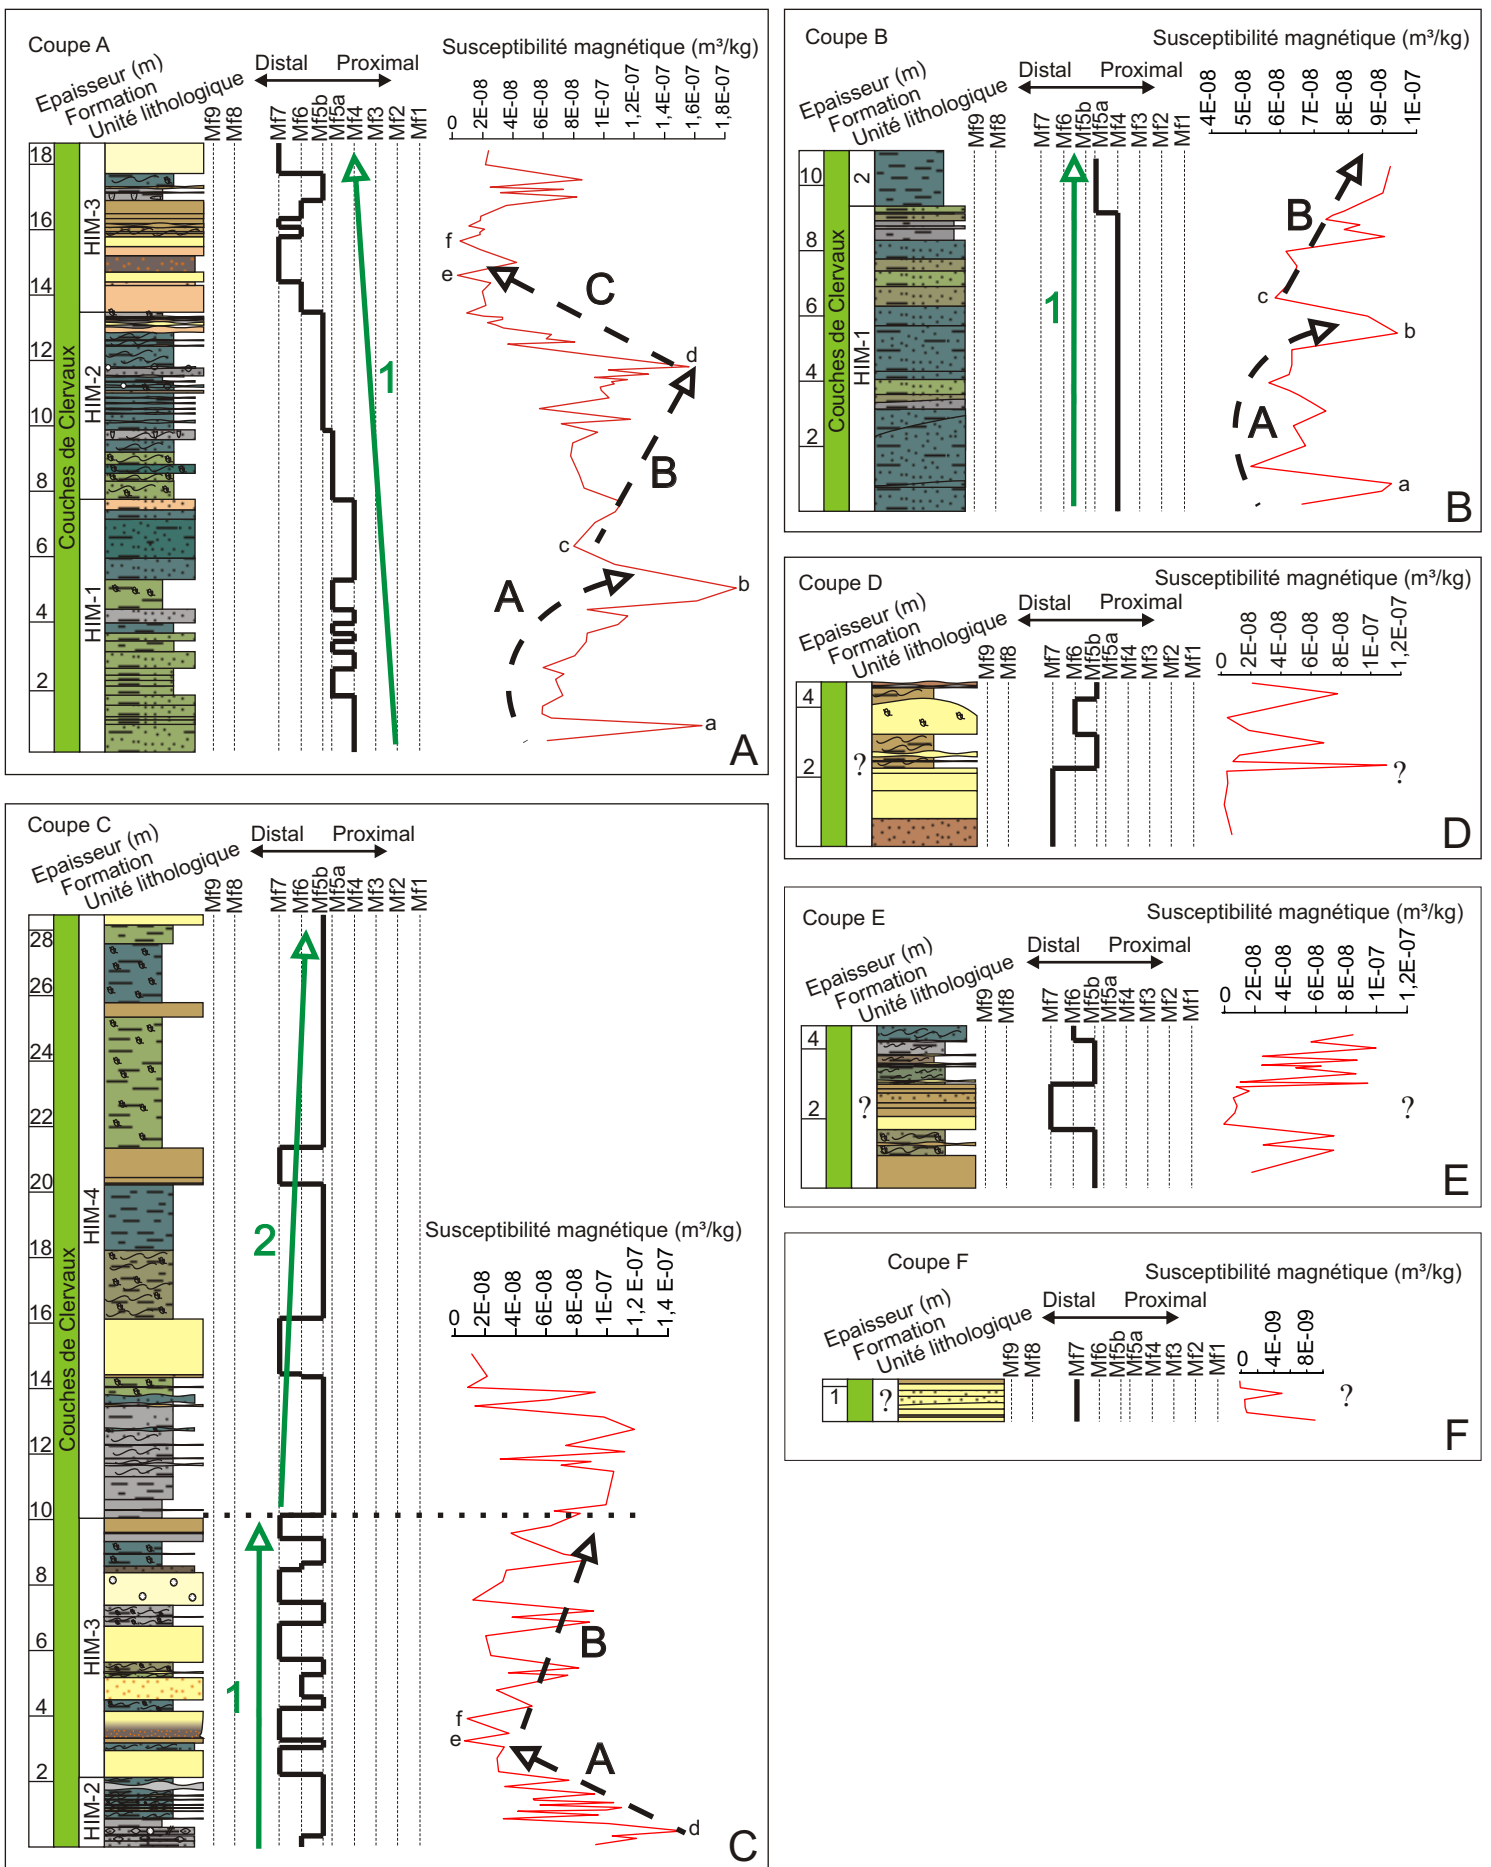 Coupe A
Susceptibilité magnétique (m³/kg)
Epaisseur (m)
Formation
Unité lithologique
Distal
Proximal
Mf9
Mf8
Mf7
Mf6
Mf5b
Mf5a
Mf4
Mf3
Mf2
Mf1
0
2E-08
4E-08
6E-08
8E-08
1E-07
1,2E-07
1,4E-07
1,6E-07
1,8E-07
18
16
14
12
10
8
6
4
2
Couches de Clervaux
HIM-3
HIM-2
HIM-1
1
f
e
C
d
B
c
A
b
a
A
Coupe B
Susceptibilité magnétique (m³/kg)
Epaisseur (m)
Formation
Unité lithologique
Distal
Proximal
Mf9
Mf8
Mf7
Mf6
Mf5b
Mf5a
Mf4
Mf3
Mf2
Mf1
4E-08
5E-08
6E-08
7E-08
8E-08
9E-08
1E-07
10
8
6
4
2
Couches de Clervaux
2
HIM-1
1
B
c
b
A
a
B
Coupe D
Susceptibilité magnétique (m³/kg)
Epaisseur (m)
Formation
Unité lithologique
Distal
Proximal
Mf9
Mf8
Mf7
Mf6
Mf5b
Mf5a
Mf4
Mf3
Mf2
Mf1
0
2E-08
4E-08
6E-08
8E-08
1E-07
1,2E-07
4
2
?
?
D
Coupe C
Epaisseur (m)
Formation
Unité lithologique
Distal
Proximal
Mf9
Mf8
Mf7
Mf6
Mf5b
Mf5a
Mf4
Mf3
Mf2
Mf1
28
26
24
22
20
18
16
14
12
10
8
6
4
2
Couches de Clervaux
HIM-4
HIM-3
HIM-2
2
1
Susceptibilité magnétique (m³/kg)
0
2E-08
4E-08
6E-08
8E-08
1E-07
1,2 E-07
1,4 E-07
B
f
e
A
d
C
Coupe E
Susceptibilité magnétique (m³/kg)
Epaisseur (m)
Formation
Unité lithologique
Distal
Proximal
Mf9
Mf8
Mf7
Mf6
Mf5b
Mf5a
Mf4
Mf3
Mf2
Mf1
0
2E-08
4E-08
6E-08
8E-08
1E-07
1,2E-07
4
2
?
?
E
Coupe F
Susceptibilité magnétique (m³/kg)
Epaisseur (m)
Formation
Unité lithologique
Distal
Proximal
Mf9
Mf8
Mf7
Mf6
Mf5b
Mf5a
Mf4
Mf3
Mf2
Mf1
0
4E-09
8E-09
1
?
?
F